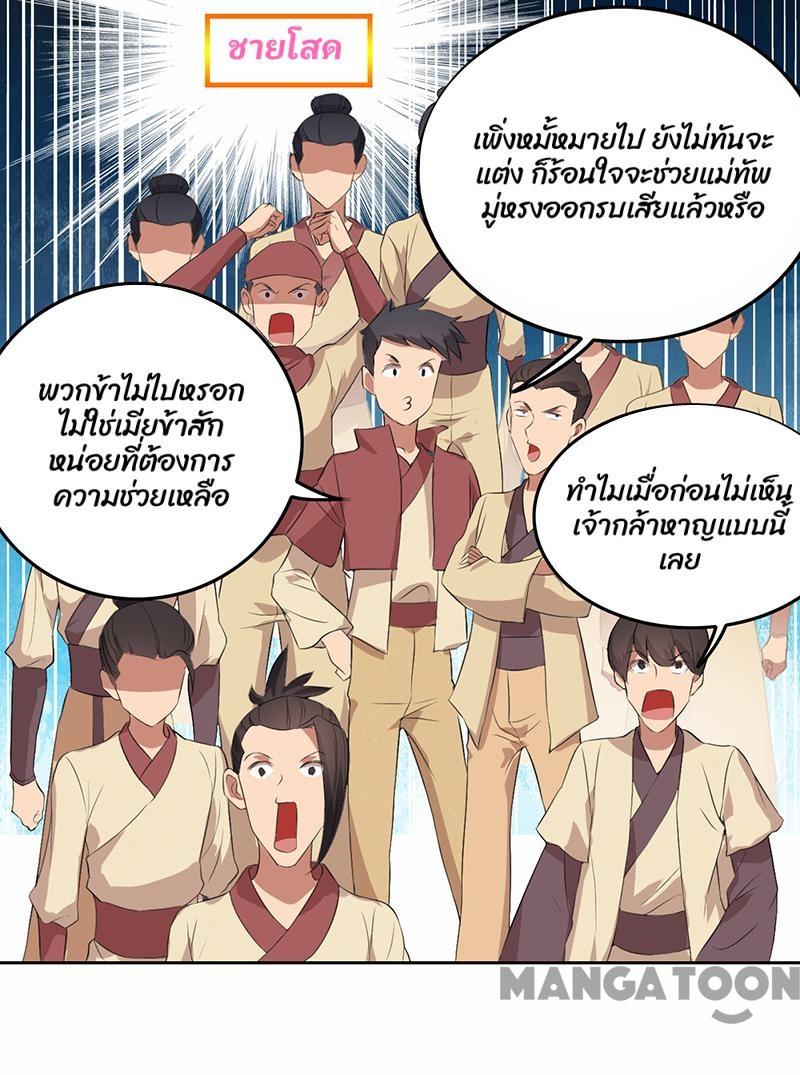 ชายโสด
เพิ่งหมั้หมายไป ยังไม่ทันจะ
แต่ง ก็ร้อนใจจะช่วยแม่ทัพ
มู่หรงออกรบเสียแล้วหรือ
พวกข้าไม่ไปหรอก
ไม่ใช่เมียข้าสัก
หน่อยที่ต้องการ
ความช่วยเหลือ
ทำไมเมื่อก่อนไม่เห็น
เจ้ากล้าหาญแบบนี้
เลย
MANGATOON